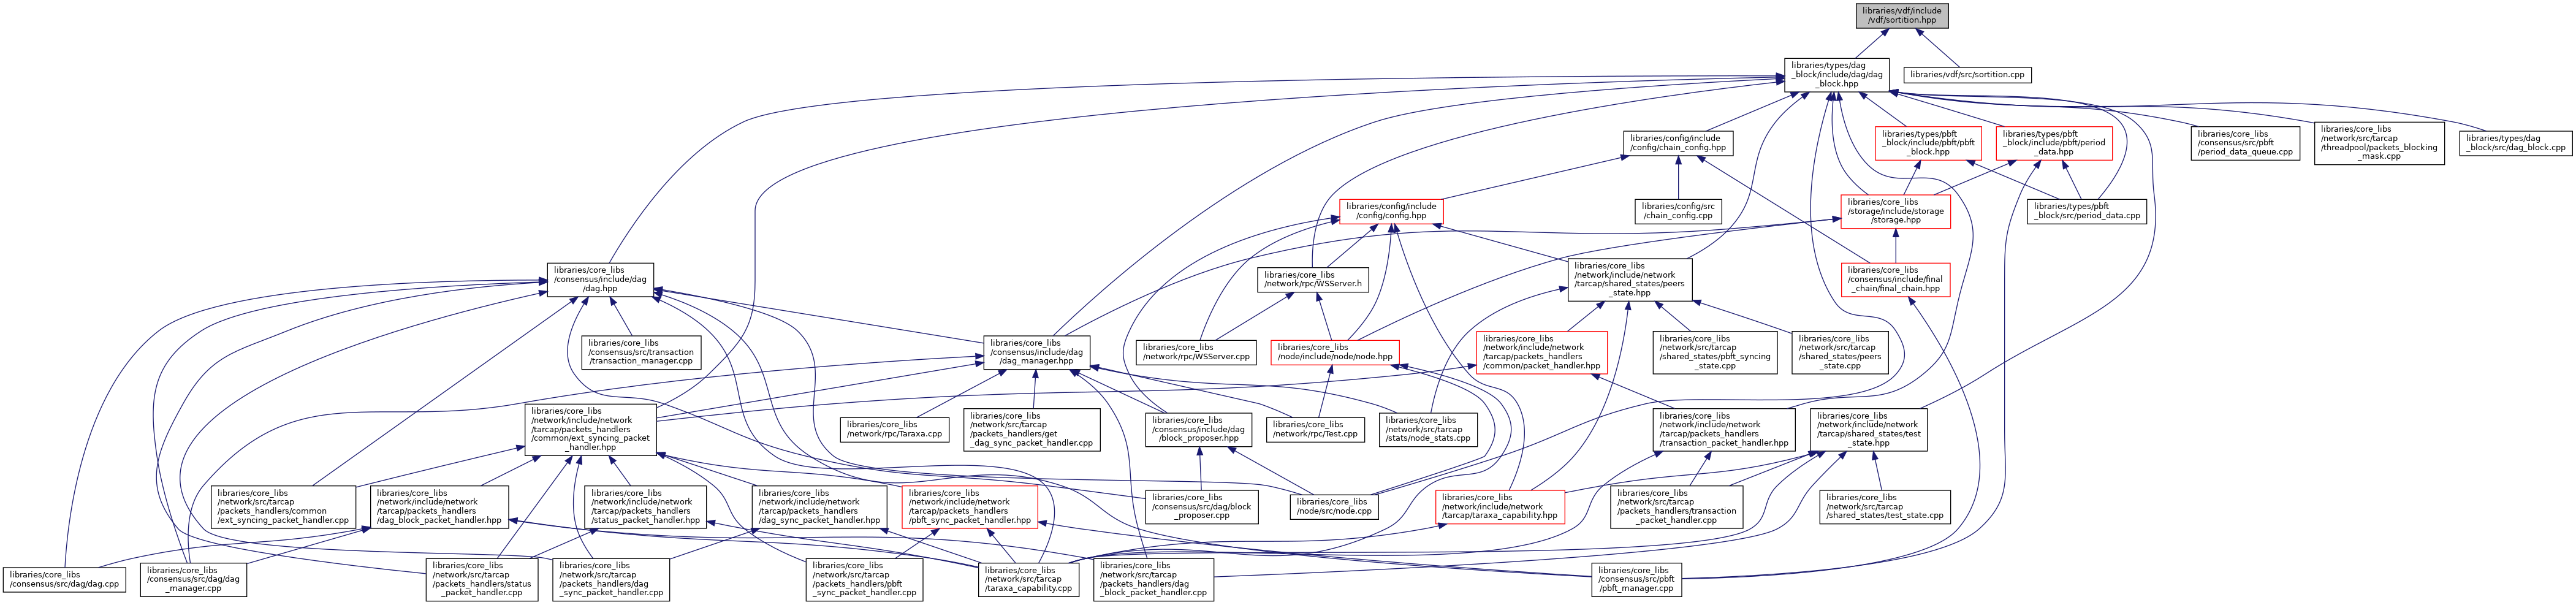 libraries/vdf/include
/vdf/sortition.hpp
libraries/types/dag
_block/include/dag/dag
_block.hpp
libraries/vdf/src/sortition.cpp
libraries/config/include
/config/chain_config.hpp
libraries/types/pbft
_block/include/pbft/pbft
_block.hpp
libraries/types/pbft
_block/include/pbft/period
_data.hpp
libraries/core_libs
/consensus/src/pbft
/period_data_queue.cpp
libraries/core_libs
/network/src/tarcap
/threadpool/packets_blocking
_mask.cpp
libraries/types/dag
_block/src/dag_block.cpp
libraries/config/include
/config/config.hpp
libraries/config/src
/chain_config.cpp
libraries/core_libs
/storage/include/storage
/storage.hpp
libraries/types/pbft
_block/src/period_data.cpp
libraries/core_libs
/consensus/include/dag
/dag.hpp
libraries/core_libs
/network/rpc/WSServer.h
libraries/core_libs
/network/include/network
/tarcap/shared_states/peers
_state.hpp
libraries/core_libs
/consensus/include/final
_chain/final_chain.hpp
libraries/core_libs
/consensus/src/transaction
/transaction_manager.cpp
libraries/core_libs
/consensus/include/dag
/dag_manager.hpp
libraries/core_libs
/network/rpc/WSServer.cpp
libraries/core_libs
/node/include/node/node.hpp
libraries/core_libs
/network/include/network
/tarcap/packets_handlers
/common/packet_handler.hpp
libraries/core_libs
/network/src/tarcap
/shared_states/pbft_syncing
_state.cpp
libraries/core_libs
/network/src/tarcap
/shared_states/peers
_state.cpp
libraries/core_libs
/network/include/network
/tarcap/packets_handlers
/common/ext_syncing_packet
_handler.hpp
libraries/core_libs
/network/rpc/Taraxa.cpp
libraries/core_libs
/network/src/tarcap
/packets_handlers/get
_dag_sync_packet_handler.cpp
libraries/core_libs
/consensus/include/dag
/block_proposer.hpp
libraries/core_libs
/network/rpc/Test.cpp
libraries/core_libs
/network/src/tarcap
/stats/node_stats.cpp
libraries/core_libs
/network/include/network
/tarcap/packets_handlers
/transaction_packet_handler.hpp
libraries/core_libs
/network/include/network
/tarcap/shared_states/test
_state.hpp
libraries/core_libs
/network/src/tarcap
/packets_handlers/common
/ext_syncing_packet_handler.cpp
libraries/core_libs
/network/include/network
/tarcap/packets_handlers
/dag_block_packet_handler.hpp
libraries/core_libs
/network/include/network
/tarcap/packets_handlers
/status_packet_handler.hpp
libraries/core_libs
/network/include/network
/tarcap/packets_handlers
/dag_sync_packet_handler.hpp
libraries/core_libs
/network/include/network
/tarcap/packets_handlers
/pbft_sync_packet_handler.hpp
libraries/core_libs
/consensus/src/dag/block
_proposer.cpp
libraries/core_libs
/node/src/node.cpp
libraries/core_libs
/network/include/network
/tarcap/taraxa_capability.hpp
libraries/core_libs
/network/src/tarcap
/packets_handlers/transaction
_packet_handler.cpp
libraries/core_libs
/network/src/tarcap
/shared_states/test_state.cpp
libraries/core_libs
/consensus/src/dag/dag.cpp
libraries/core_libs
/consensus/src/dag/dag
_manager.cpp
libraries/core_libs
/network/src/tarcap
/packets_handlers/status
_packet_handler.cpp
libraries/core_libs
/network/src/tarcap
/packets_handlers/dag
_sync_packet_handler.cpp
libraries/core_libs
/network/src/tarcap
/packets_handlers/pbft
_sync_packet_handler.cpp
libraries/core_libs
/network/src/tarcap
/taraxa_capability.cpp
libraries/core_libs
/network/src/tarcap
/packets_handlers/dag
_block_packet_handler.cpp
libraries/core_libs
/consensus/src/pbft
/pbft_manager.cpp